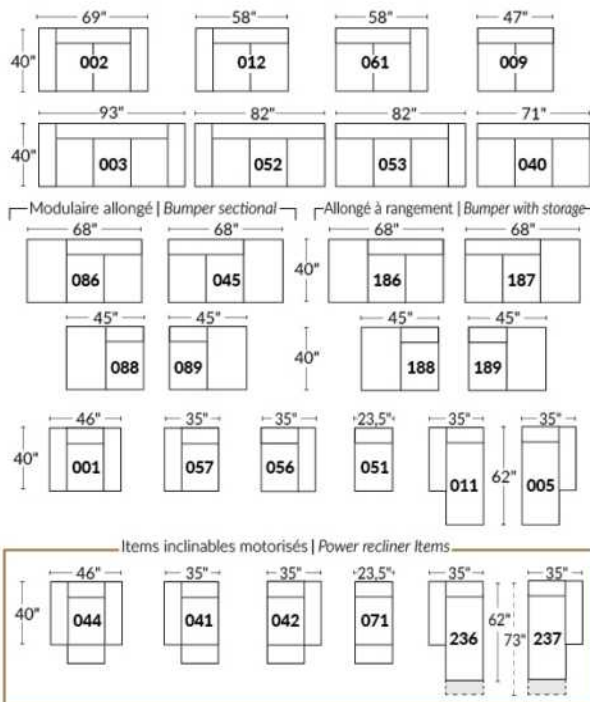 69" 58" 58" 47"
40" 002 012 061 009
93" 82" 82" 71"
40" 003 052 053 040
Modulaire allongé | Bumper sectional Allongé à rangement | Bumper with storage
68" 68" 68" 68"
086 045 40" 186 187
45" 45" 45" 45"
088 089 40" 188 189
46" 35" 35" 23,5" 35" 35"
40" 001 057 056 051 011 62" 005
Items inclinables motorisés | Power recliner Items
46" 35" 35" 23,5" 35" 35"
40" 044 041 042 071 236 62" 73" 237